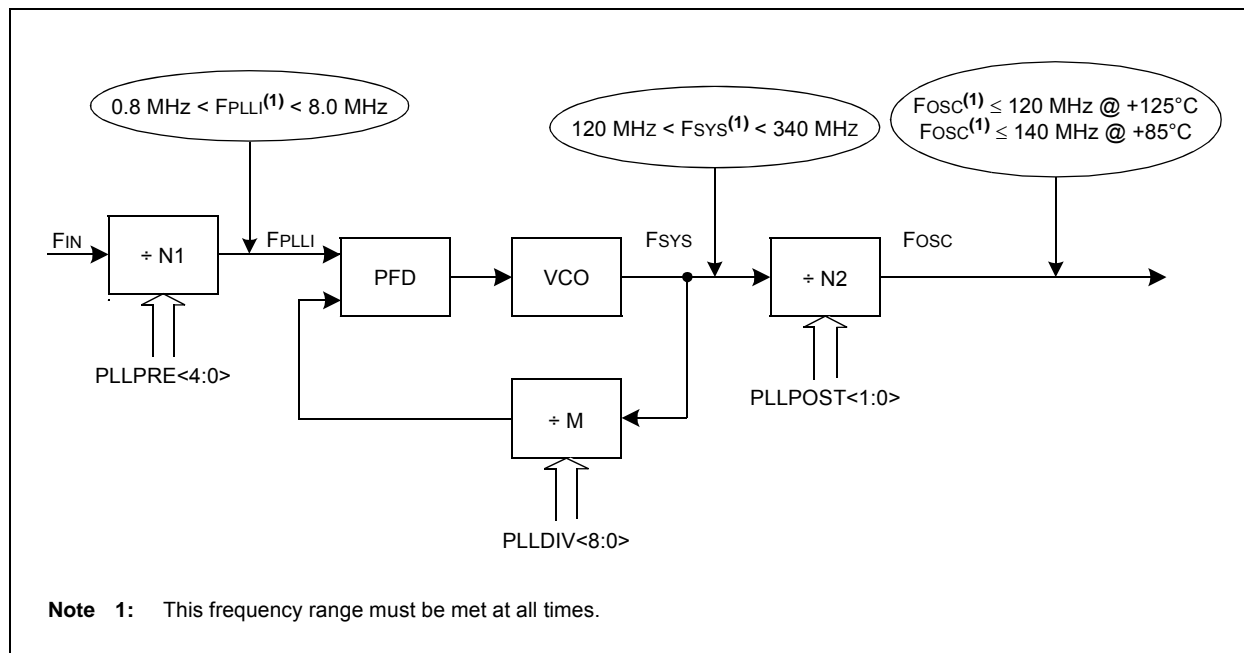 0.8 MHz < FPLLI(1) < 8.0 MHz
120 MHZ < FSYS(1) < 340 MHZ
FOSC(1) ≤ 120 MHz @ +125°C
FOSC(1) ≤ 140 MHz @ +85°C
FIN
÷ N1
FPLLI
PFD
VCO
FSYS
÷ N2
FOSC
PLLPRE<4:0>
÷ M
PLLPOST<1:0>
PLLDIV<8:0>
Note 1: This frequency range must be met at all times.